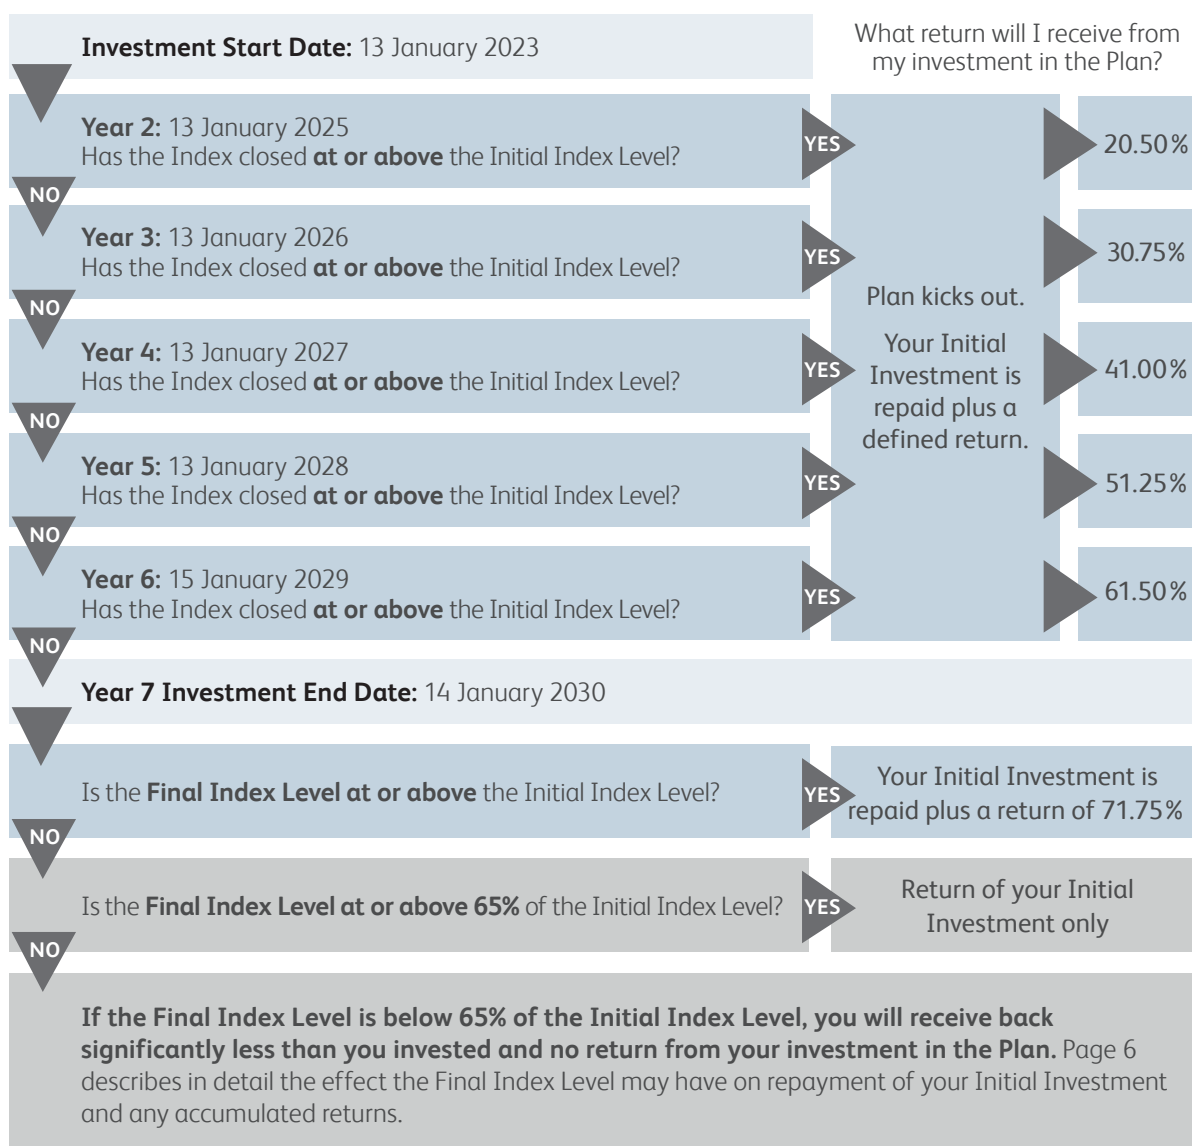 Investment Start Date: 13 January 2023
What return will I receive from
my investment in the Plan?
Year 2: 13 January 2025
Has the Index closed at or above the Initial Index Level?
YES
20.50%
NO
Year 3: 13 January 2026
Has the Index closed at or above the Initial Index Level?
YES
30.75%
NO
Year 4: 13 January 2027
Has the Index closed at or above the Initial Index Level?
YES
Plan kicks out.
Your Initial
Investment is
repaid plus a
defined return.
41.00%
NO
Year 5: 13 January 2028
Has the Index closed at or above the Initial Index Level?
YES
51.25%
NO
Year 6: 15 January 2029
Has the Index closed at or above the Initial Index Level?
YES
61.50%
NO
Year 7 Investment End Date: 14 January 2030
Is the Final Index Level at or above the Initial Index Level?
YES
Your Initial Investment is
repaid plus a return of 71.75%
NO
Is the Final Index Level at or above 65% of the Initial Index Level?
YES
Return of your Initial
Investment only
NO
If the Final Index Level is below 65% of the Initial Index Level, you will receive back
significantly less than you invested and no return from your investment in the Plan. Page 6
describes in detail the effect the Final Index Level may have on repayment of your Initial Investment
and any accumulated returns.